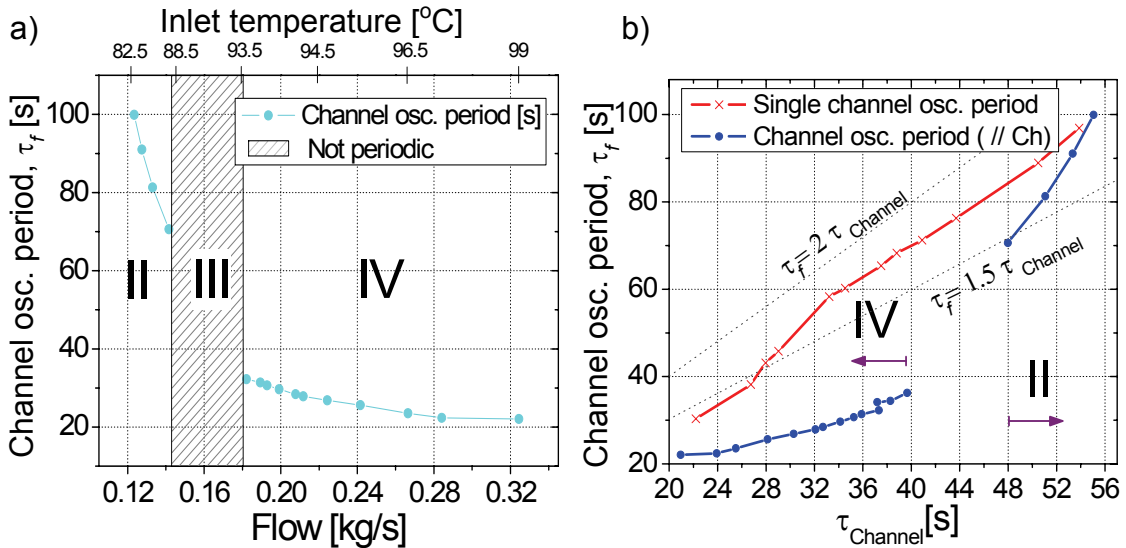 a)
Inlet temperature [°C]
82.5 88.5 93.5 94.5 96.5 99
Channel osc. period, τf [s]
100
80
60
40
20
Channel osc. period [s]
Not periodic
II
III
IV
0.12 0.16 0.20 0.24 0.28 0.32
Flow [kg/s]
b)
Channel osc. period, τf [s]
100
80
60
40
20
Single channel osc. period
Channel osc. period ( // Ch)
τf= 2 τ Channel
τf= 1.5 τ Channel
IV
II
20 24 28 32 36 40 44 48 52 56
τChannel[s]